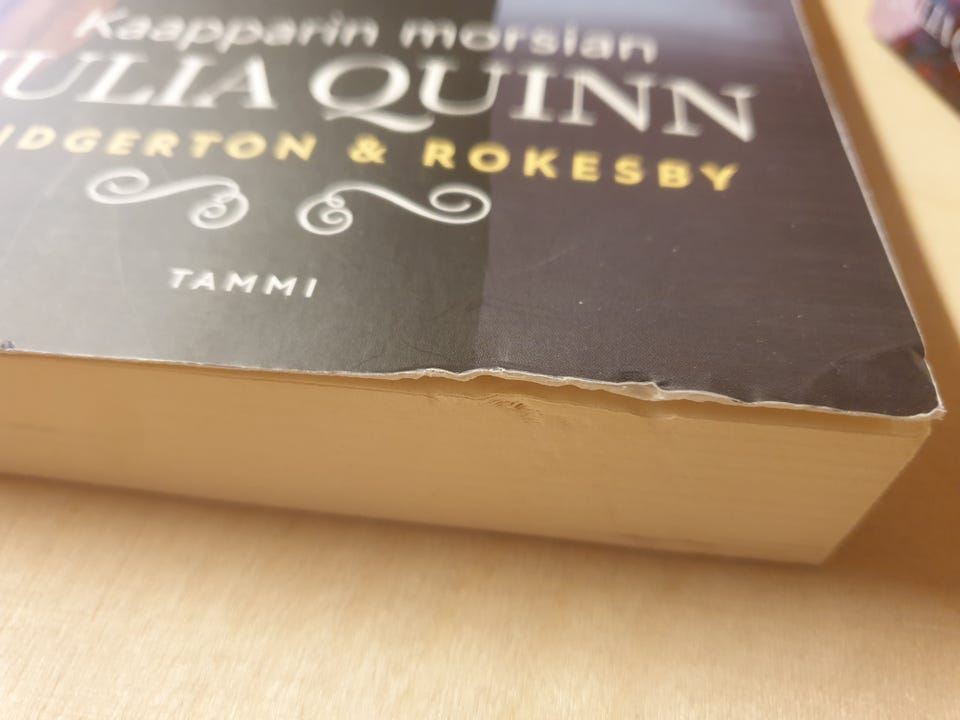 Kaapparin morsian
ULIA QUINN
IDGERTON & ROKESBY
TAMMI